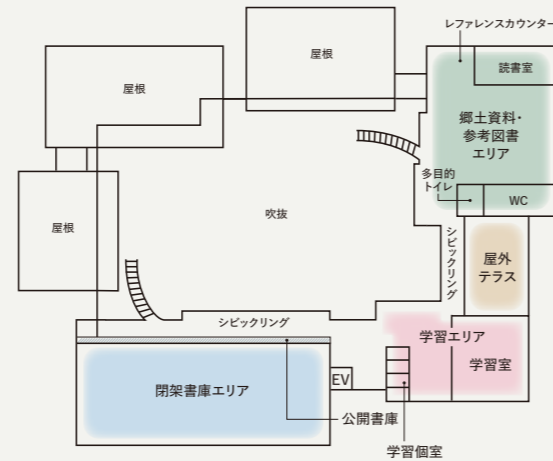 レファレンスカウンター
屋根
読書室
屋根
郷土資料・
参考図書
エリア
多目的
トイレ
WC
屋根
吹抜
シビックリング
屋外
テラス
シビックリング
学習エリア
学習室
閉架書庫エリア
EV
公開書庫
学習個室